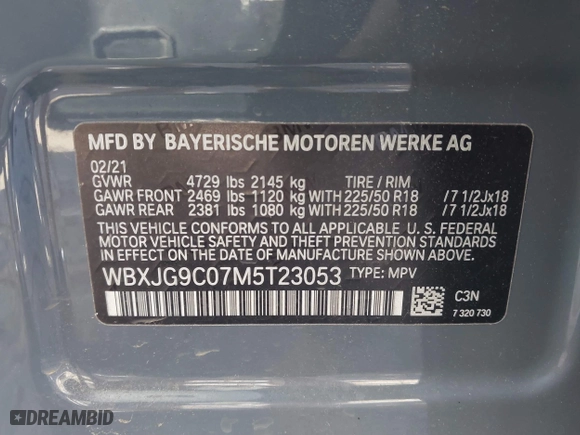 MFD BY BAYERISCHE MOTOREN WERKE AG
02/21
GVWR 4729 lbs 2145 kg TIRE / RIM
GAWR FRONT 2469 lbs 1120 kg WITH 225/50 R18 /7 1/2Jx18
GAWR REAR 2381 lbs 1080 kg WITH 225/50 R18 /7 1/2Jx18
THIS VEHICLE CONFORMS TO ALL APPLICABLE U. S. FEDERAL
MOTOR VEHICLE SAFETY, BUMPER, AND THEFT PREVENTION
STANDARDS IN EFFECT ON THE DATE OF
MANUFACTURE SHOWN ABOVE.
WBXJG9C07M5T23053 TYPE: MPV
C3N
7 320 730
DREAMBID